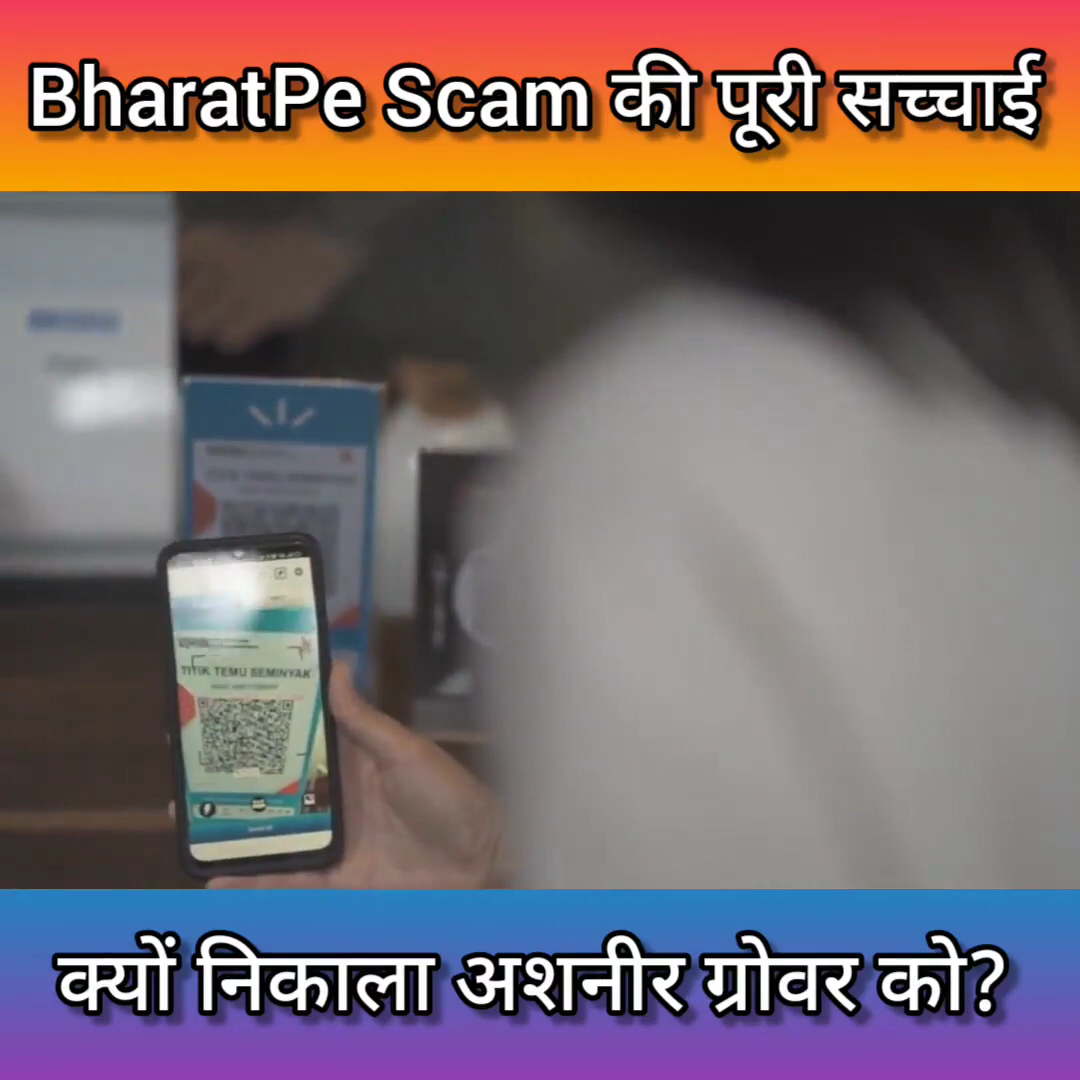 BharatPe Scam की पूरी सच्चाई
TITIK TEMU SEMINYAK
क्यों निकाला अशनीर ग्रोवर को?